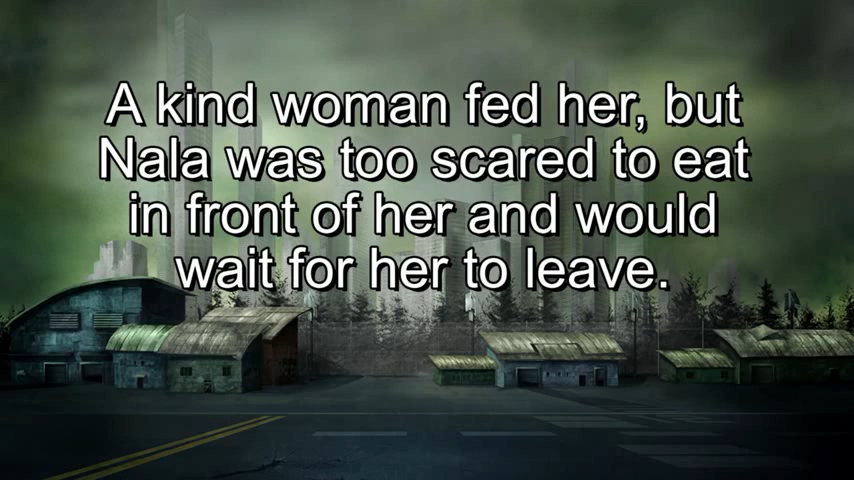 A kind woman fed her, but
Nala was too scared to eat
in front of her and would
wait for her to leave.